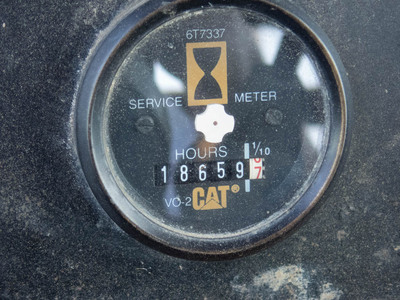 6T7337
SERVICE METER
HOURS 1/10
18659 7
VO-2 CAT®